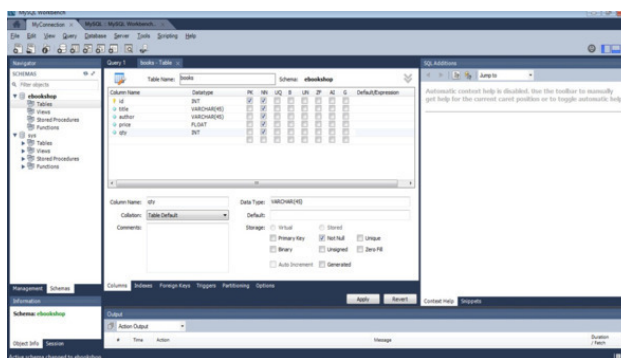 MySQL Workbench
MyConnection
MySQL
MySQL Workbench
File Edit View Query Database Server Tools Scripting Help
Navigator
SCHEMAS
Filter objects
ebookshop
Tables
Views
Stored Procedures
Functions
sys
Tables
Views
Stored Procedures
Functions
Management Schemas
Information
Schema: ebookshop
Object Info Session
Active schema changed to ebookshop
Query 1 books - Table
Table Name: books Schema: ebookshop
Column Name Datatype PK NN UQ B UN ZF AI G Default/Expression
id INT
title VARCHAR(45)
author VARCHAR(45)
price FLOAT
qty INT
Column Name: qty Data Type: VARCHAR(45)
Collation: Table Default Default:
Comments: Storage: Virtual Stored
Primary Key Not Null Unique
Binary Unsigned Zero Fill
Auto Increment Generated
Columns Indexes Foreign Keys Triggers Partitioning Options
Apply Revert
Output
Action Output
# Time Action Message Duration / Fetch
SQL Additions
Jump to
Automatic context help is disabled. Use the toolbar to manually
get help for the current caret position or to toggle automatic help
Context Help Snippets